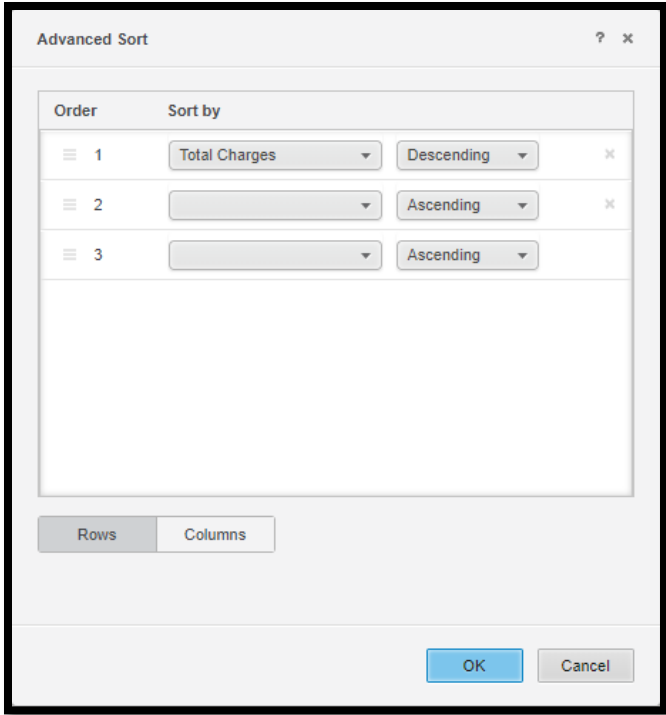 Advanced Sort ? ×
Order Sort by
1 Total Charges Descending ×
2 Ascending ×
3 Ascending
Rows Columns
OK Cancel